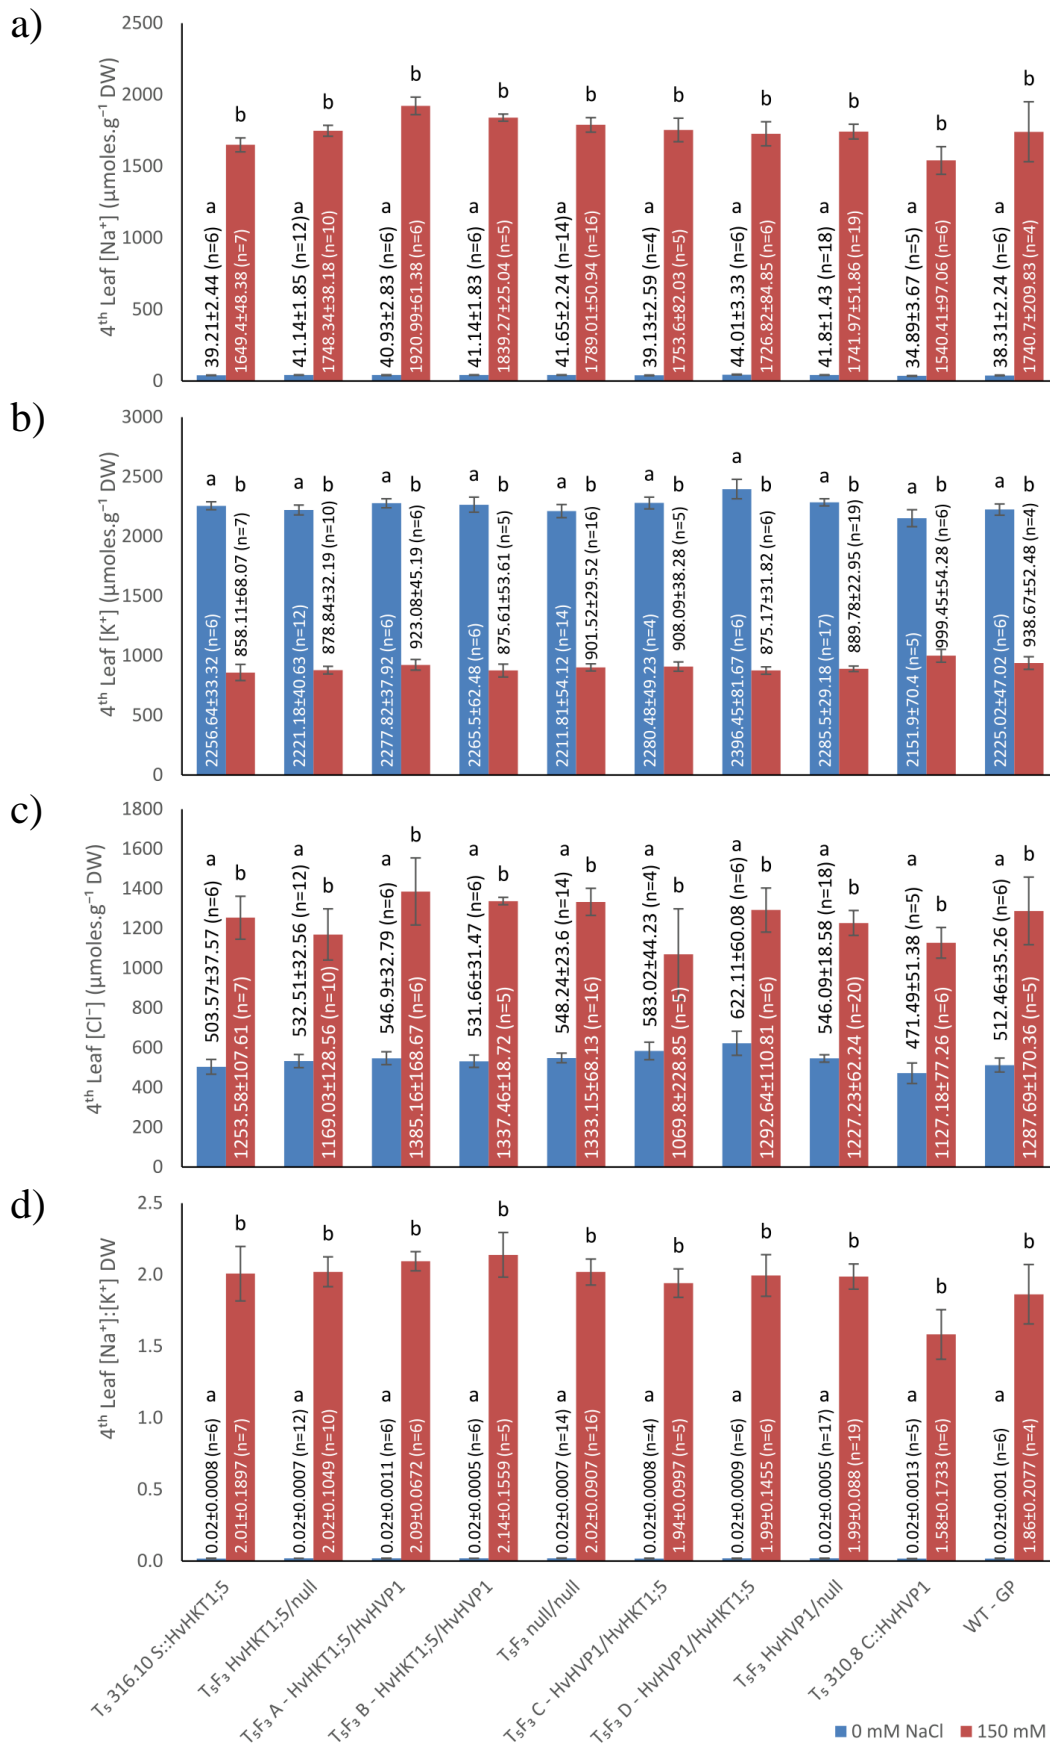 a)
4th Leaf [Na⁺] (µmoles.g⁻¹ DW)
2500
2000
1500
1000
500
0
a b a b a b a b a b a b a b a b a b a b
39.21±2.44 (n=6)
1649.4±48.38 (n=7)
41.14±1.85 (n=12)
1748.34±38.18 (n=10)
40.93±2.83 (n=6)
1920.99±61.38 (n=6)
41.14±1.83 (n=6)
1839.27±25.04 (n=5)
41.65±2.24 (n=14)
1789.01±50.94 (n=16)
39.13±2.59 (n=4)
1753.6±82.03 (n=5)
44.01±3.33 (n=6)
1726.82±84.85 (n=6)
41.8±1.43 (n=18)
1741.97±51.86 (n=19)
34.89±3.67 (n=5)
1540.41±97.06 (n=6)
38.31±2.24 (n=6)
1740.7±209.83 (n=4)
b)
4th Leaf [K⁺] (µmoles.g⁻¹ DW)
3000
2500
2000
1500
1000
500
0
a b a b a b a b a b a b a b a b a b a b
2256.64±33.32 (n=6)
858.11±68.07 (n=7)
2221.18±40.63 (n=12)
878.84±32.19 (n=10)
2277.82±37.92 (n=6)
923.08±45.19 (n=6)
2265.5±62.48 (n=6)
875.61±53.61 (n=5)
2211.81±54.12 (n=14)
901.52±29.52 (n=16)
2280.48±49.23 (n=4)
908.09±38.28 (n=5)
2396.45±81.67 (n=6)
875.17±31.82 (n=6)
2285.5±29.18 (n=17)
889.78±22.95 (n=19)
2151.9±70.4 (n=5)
999.45±54.28 (n=6)
2225.02±47.02 (n=6)
938.67±52.48 (n=4)
c)
4th Leaf [Cl⁻] (µmoles.g⁻¹ DW)
1800
1600
1400
1200
1000
800
600
400
200
0
a b a b a b a b a b a b a b a b a b a b
503.57±37.57 (n=6)
1253.58±107.61 (n=7)
532.51±32.56 (n=12)
1169.03±128.56 (n=10)
546.9±32.79 (n=6)
1385.16±168.67 (n=6)
531.66±31.47 (n=6)
1337.46±18.72 (n=5)
548.24±23.6 (n=14)
1333.15±68.13 (n=16)
583.02±44.23 (n=4)
1069.8±228.85 (n=5)
622.11±60.08 (n=6)
1292.64±110.81 (n=6)
546.09±18.58 (n=18)
1227.23±62.24 (n=20)
471.49±51.38 (n=5)
1127.18±77.26 (n=6)
512.46±35.26 (n=6)
1287.69±170.36 (n=5)
d)
4th Leaf [Na⁺]:[K⁺] DW
2.5
2.0
1.5
1.0
0.5
0.0
a b a b a b a b a b a b a b a b a b a b
0.02±0.0008 (n=6)
2.01±0.1897 (n=7)
0.02±0.0007 (n=12)
2.02±0.1049 (n=10)
0.02±0.0011 (n=6)
2.09±0.0672 (n=6)
0.02±0.0005 (n=6)
2.14±0.1559 (n=5)
0.02±0.0007 (n=14)
2.02±0.0907 (n=16)
0.02±0.0008 (n=4)
1.94±0.0997 (n=5)
0.02±0.0009 (n=6)
1.99±0.1455 (n=6)
0.02±0.0005 (n=17)
1.99±0.088 (n=19)
0.02±0.0013 (n=5)
1.58±0.1733 (n=6)
0.02±0.001 (n=6)
1.86±0.2077 (n=4)
T₅ 316.10 S::HvHKT1;5
T₅F₃ HvHKT1;5/null
T₅F₃ A - HvHKT1;5/HvHVP1
T₅F₃ B - HvHKT1;5/HvHVP1
T₅F₃ null/null
T₅F₃ C - HvHVP1/HvHKT1;5
T₅F₃ D - HvHVP1/HvHKT1;5
T₅F₃ HvHVP1/null
T₅ 310.8 C::HvHVP1
WT - GP
0 mM NaCl
150 mM